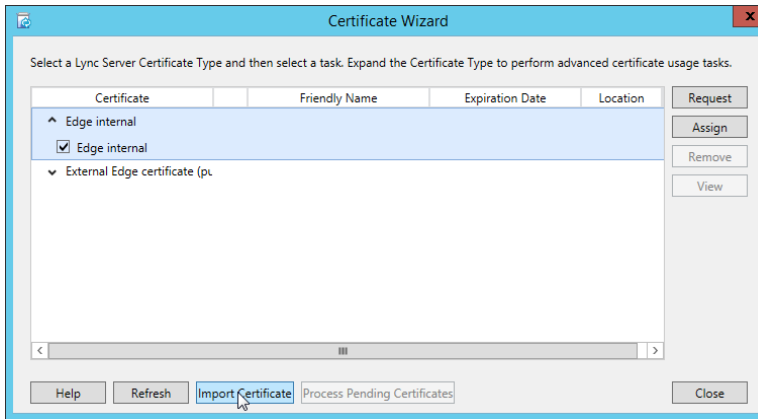 Certificate Wizard
x
Select a Lync Server Certificate Type and then select a task. Expand the Certificate Type to perform advanced certificate usage tasks.
Certificate Friendly Name Expiration Date Location Request
Edge internal Assign
Edge internal Remove
External Edge certificate (pu View
Help Refresh Import Certificate Process Pending Certificates Close